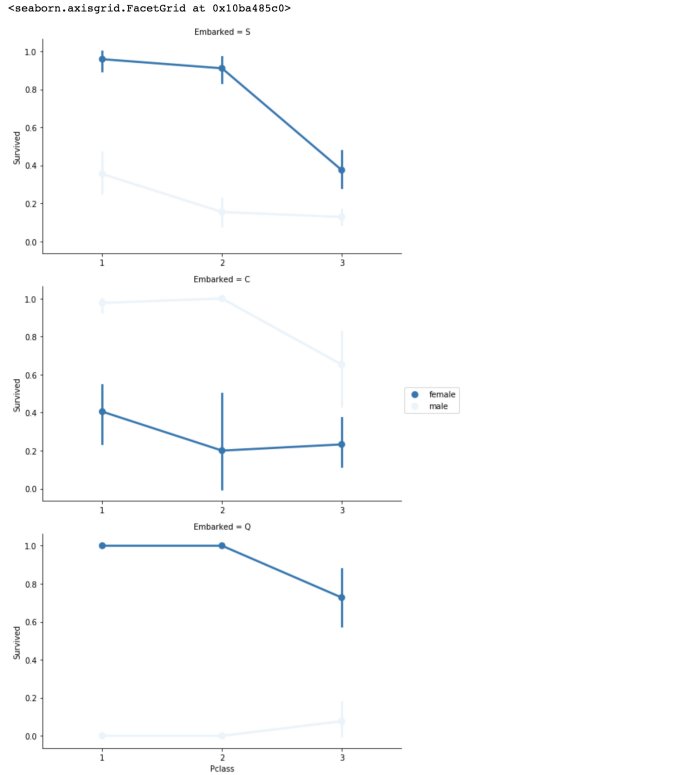 <seaborn.axisgrid.FacetGrid at 0x10ba485c0>
Embarked = S
1.0
0.8
0.6
0.4
0.2
0.0
Survived
1 2 3
Embarked = C
1.0
0.8
0.6
0.4
0.2
0.0
Survived
1 2 3
female
male
Embarked = Q
1.0
0.8
0.6
0.4
0.2
0.0
Survived
1 2 3
Pclass